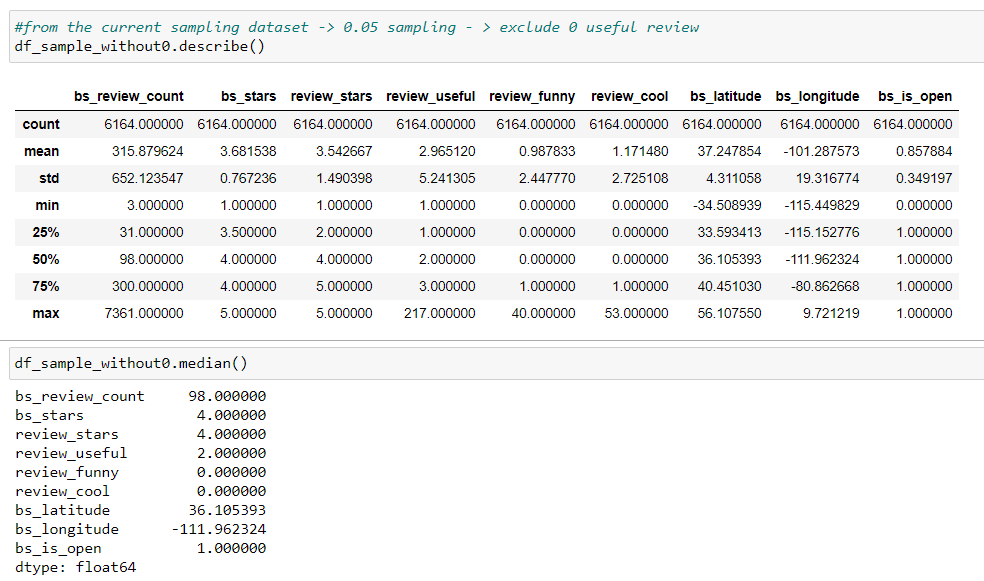 #from the current sampling dataset -> 0.05 sampling - > exclude 0 useful review
df_sample_without0.describe()
bs_review_count bs_stars review_stars review_useful review_funny review_cool bs_latitude bs_longitude bs_is_open
count 6164.000000 6164.000000 6164.000000 6164.000000 6164.000000 6164.000000 6164.000000 6164.000000 6164.000000
mean 315.879624 3.681538 3.542667 2.965120 0.987833 1.171480 37.247854 -101.287573 0.857884
std 652.123547 0.767236 1.490398 5.241305 2.447770 2.725108 4.311058 19.316774 0.349197
min 3.000000 1.000000 1.000000 1.000000 0.000000 0.000000 -34.508939 -115.449829 0.000000
25% 31.000000 3.500000 2.000000 1.000000 0.000000 0.000000 33.593413 -115.152776 1.000000
50% 98.000000 4.000000 4.000000 2.000000 0.000000 0.000000 36.105393 -111.962324 1.000000
75% 300.000000 4.000000 5.000000 3.000000 1.000000 1.000000 40.451030 -80.862668 1.000000
max 7361.000000 5.000000 5.000000 217.000000 40.000000 53.000000 56.107550 9.721219 1.000000
df_sample_without0.median()
bs_review_count 98.000000
bs_stars 4.000000
review_stars 4.000000
review_useful 2.000000
review_funny 0.000000
review_cool 0.000000
bs_latitude 36.105393
bs_longitude -111.962324
bs_is_open 1.000000
dtype: float64